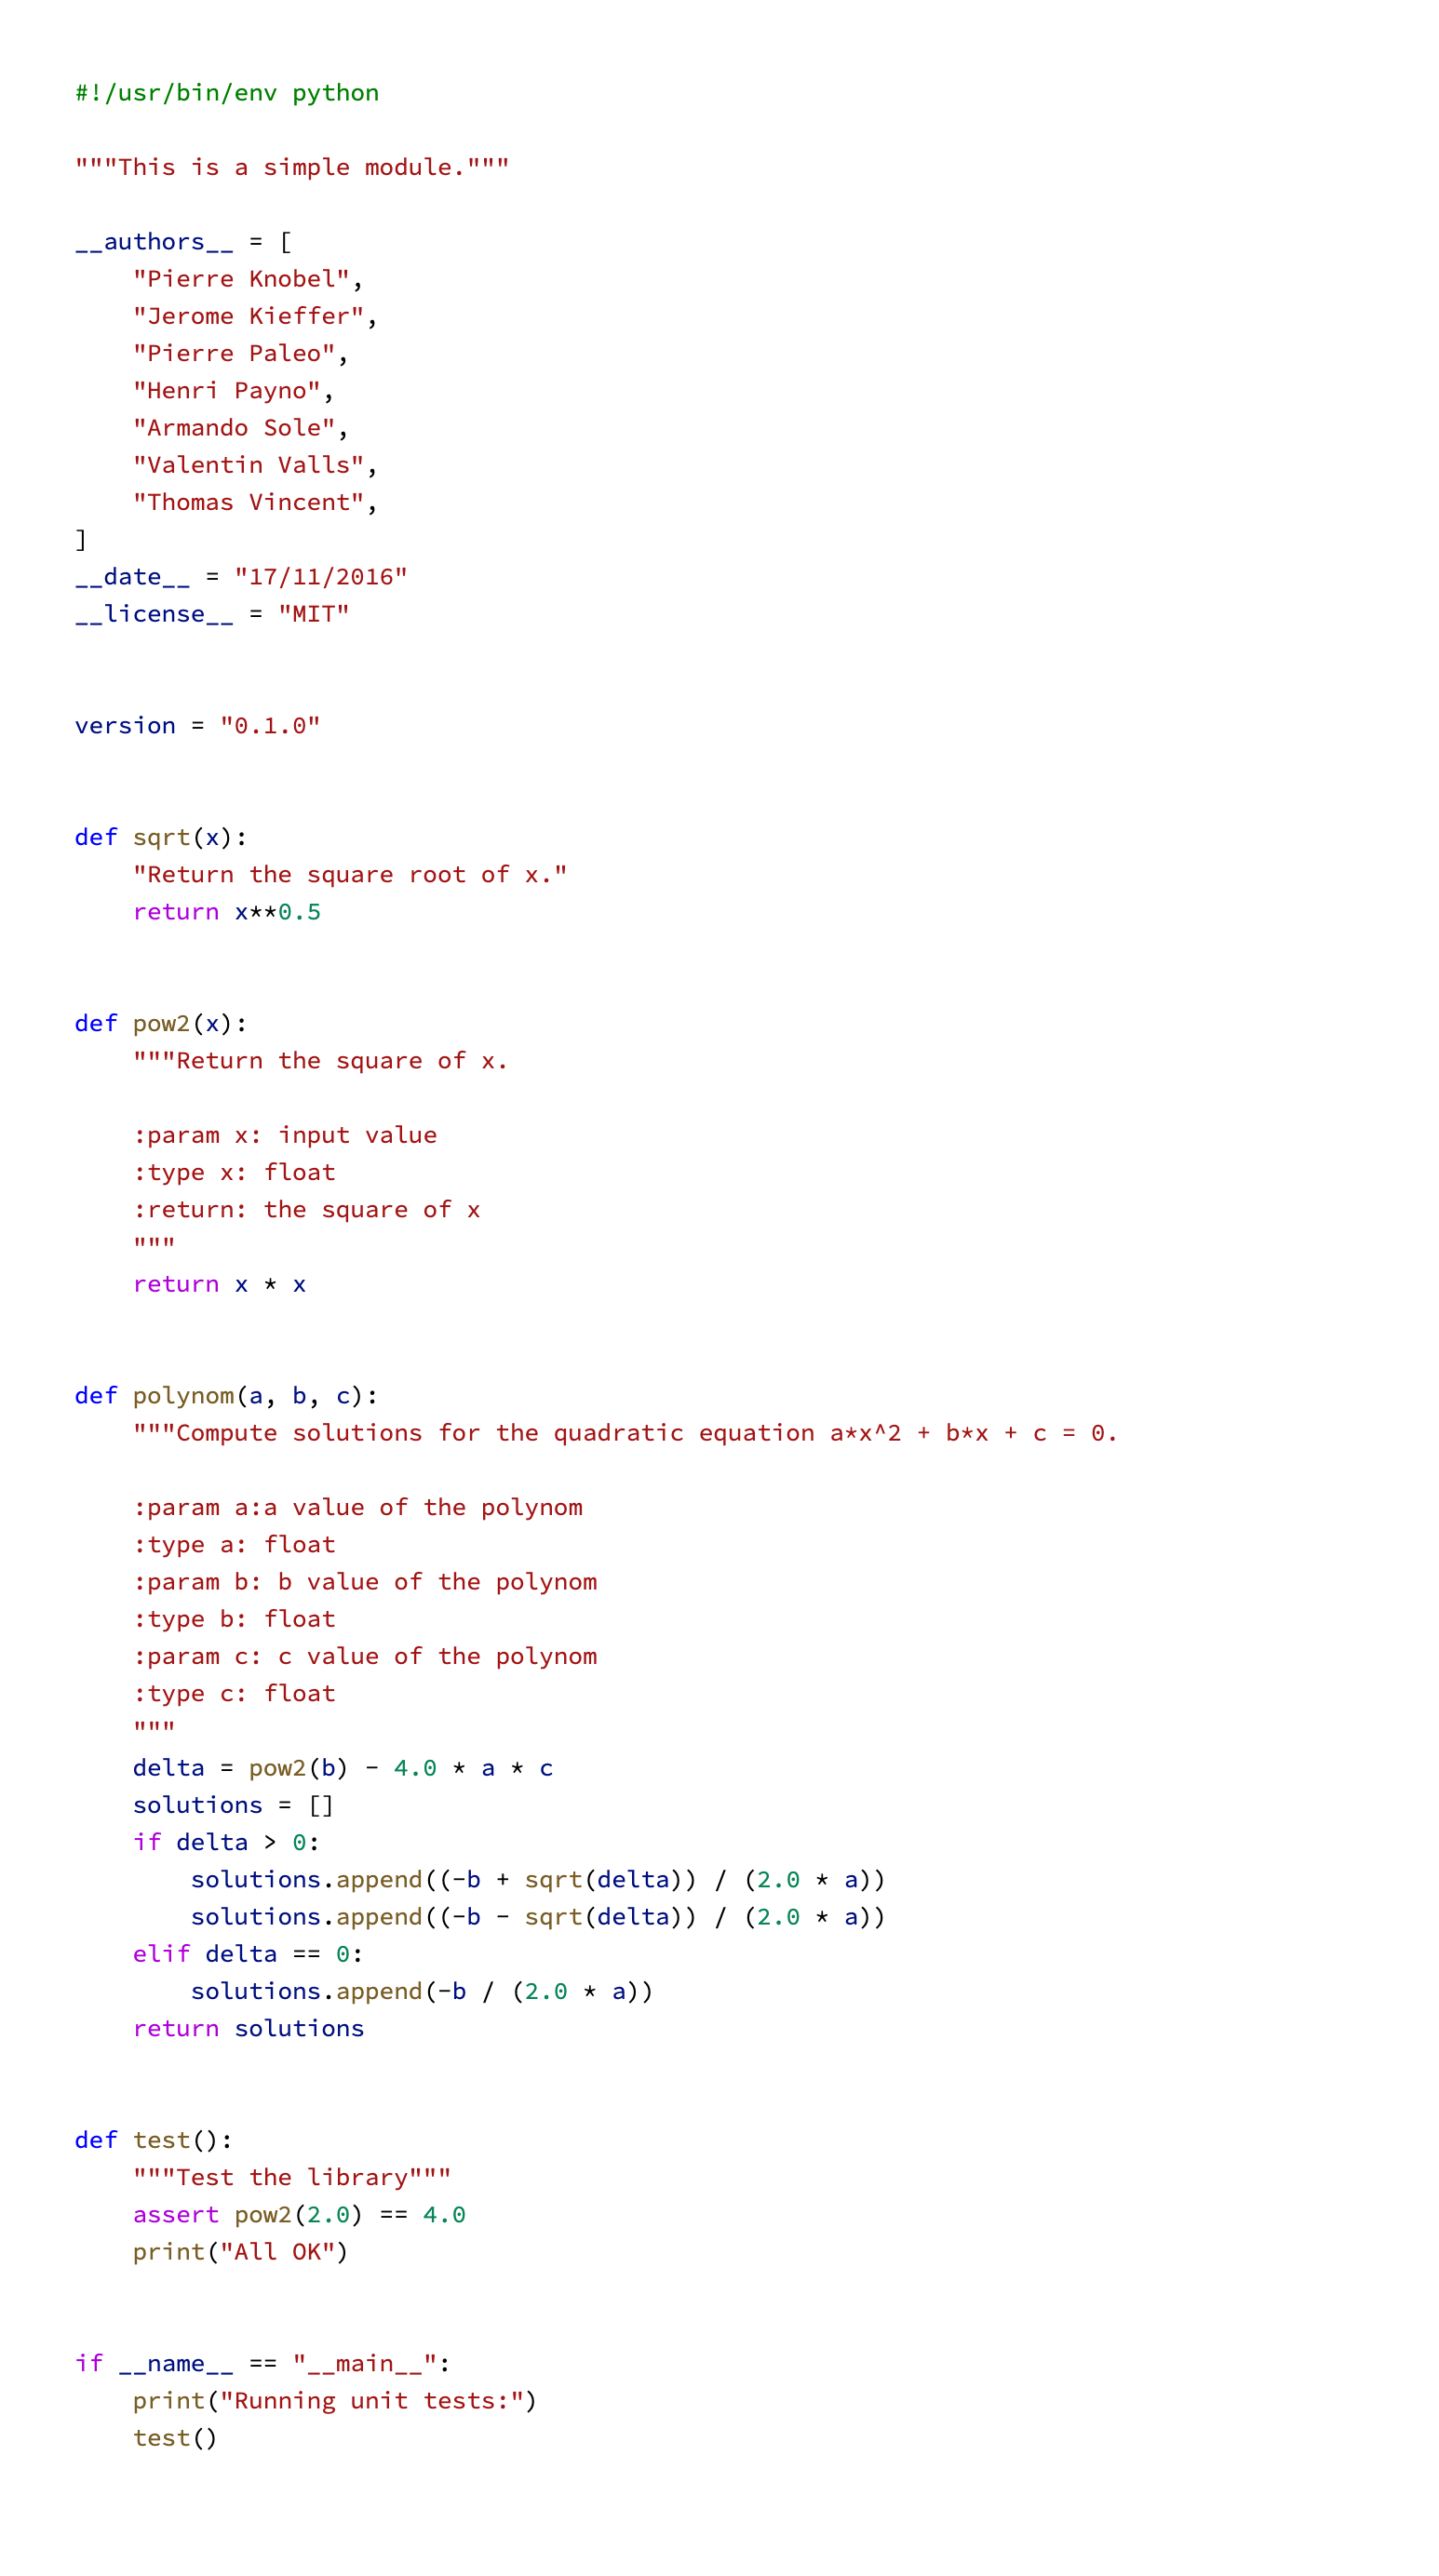 #!/usr/bin/env python

"""This is a simple module."""

__authors__ = [
    "Pierre Knobel",
    "Jerome Kieffer",
    "Pierre Paleo",
    "Henri Payno",
    "Armando Sole",
    "Valentin Valls",
    "Thomas Vincent",
]
__date__ = "17/11/2016"
__license__ = "MIT"


version = "0.1.0"


def sqrt(x):
    "Return the square root of x."
    return x**0.5


def pow2(x):
    """Return the square of x.

    :param x: input value
    :type x: float
    :return: the square of x
    """
    return x * x


def polynom(a, b, c):
    """Compute solutions for the quadratic equation a*x^2 + b*x + c = 0.

    :param a:a value of the polynom
    :type a: float
    :param b: b value of the polynom
    :type b: float
    :param c: c value of the polynom
    :type c: float
    """
    delta = pow2(b) - 4.0 * a * c
    solutions = []
    if delta > 0:
        solutions.append((-b + sqrt(delta)) / (2.0 * a))
        solutions.append((-b - sqrt(delta)) / (2.0 * a))
    elif delta == 0:
        solutions.append(-b / (2.0 * a))
    return solutions


def test():
    """Test the library"""
    assert pow2(2.0) == 4.0
    print("All OK")


if __name__ == "__main__":
    print("Running unit tests:")
    test()